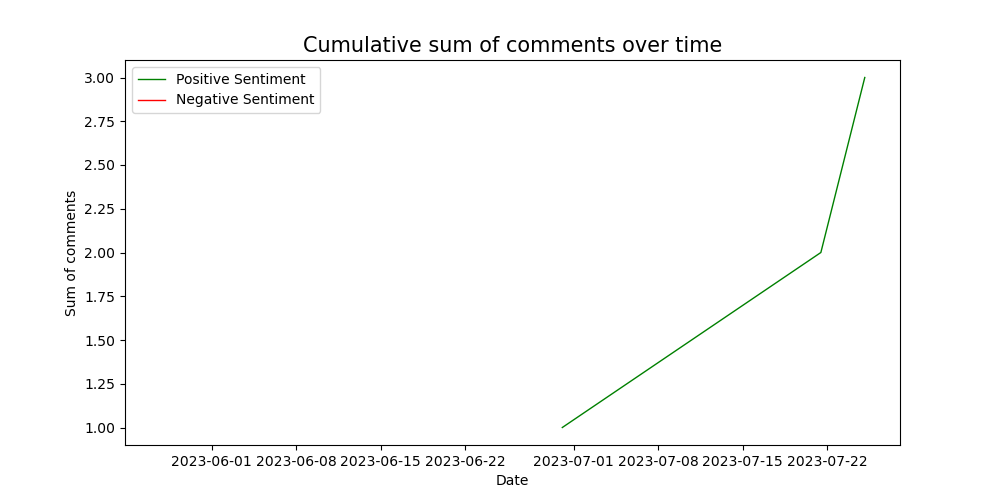 Cumulative sum of comments over time
Positive Sentiment
Negative Sentiment
3.00
2.75
2.50
2.25
2.00
1.75
1.50
1.25
1.00
Sum of comments
2023-06-01 2023-06-08 2023-06-15 2023-06-22 2023-07-01 2023-07-08 2023-07-15 2023-07-22
Date